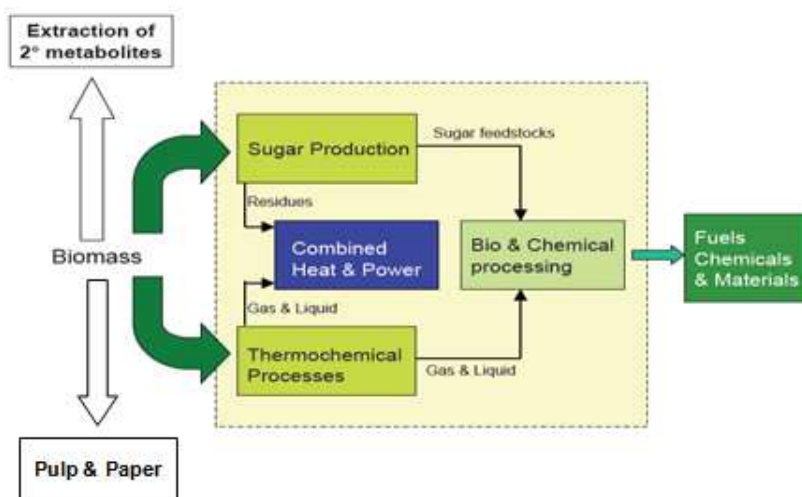 Extraction of
2° metabolites
Sugar Production
Sugar feedstocks
Residues
Combined
Heat & Power
Bio & Chemical
processing
Fuels
Chemicals
& Materials
Biomass
Gas & Liquid
Thermochemical
Processes
Gas & Liquid
Pulp & Paper